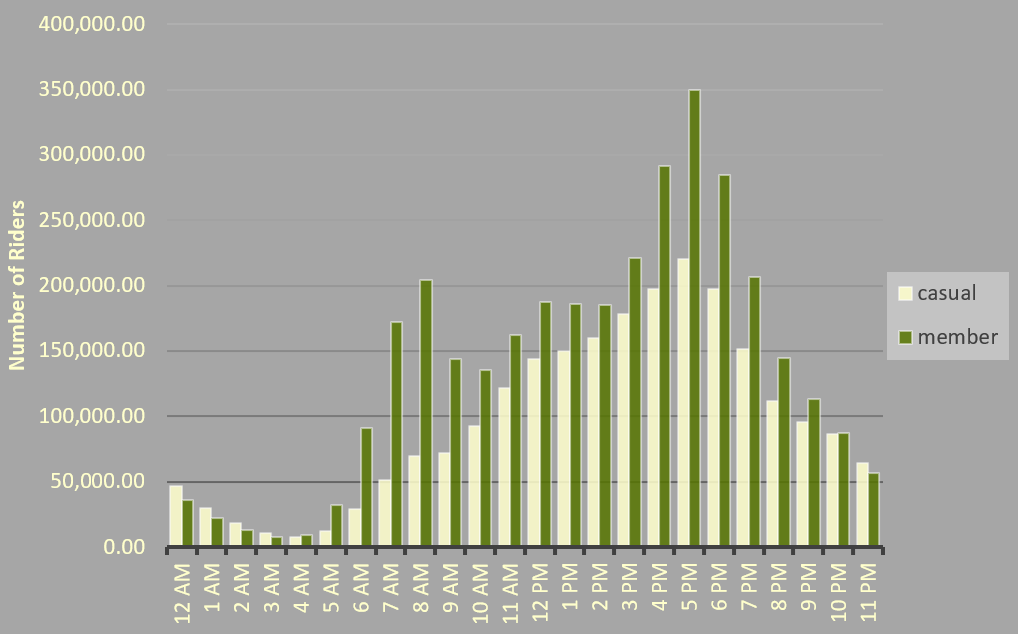 400,000.00
350,000.00
300,000.00
250,000.00
200,000.00
150,000.00
100,000.00
50,000.00
0.00
Number of Riders
12 AM
1 AM
2 AM
3 AM
4 AM
5 AM
6 AM
7 AM
8 AM
9 AM
10 AM
11 AM
12 PM
1 PM
2 PM
3 PM
4 PM
5 PM
6 PM
7 PM
8 PM
9 PM
10 PM
11 PM
casual
member